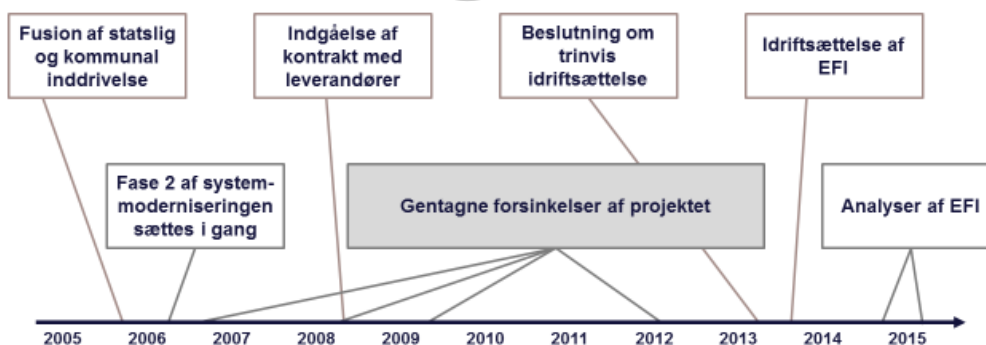 Fusion af statslig
og kommunal
inddrivelse
Indgåelse af
kontrakt med
leverandører
Beslutning om
trinvis
idriftsættelse
Idriftsættelse af
EFI
Fase 2 af system-
moderniseringen
sættes i gang
Gentagne forsinkelser af projektet
Analyser af EFI
2005 2006 2007 2008 2009 2010 2011 2012 2013 2014 2015